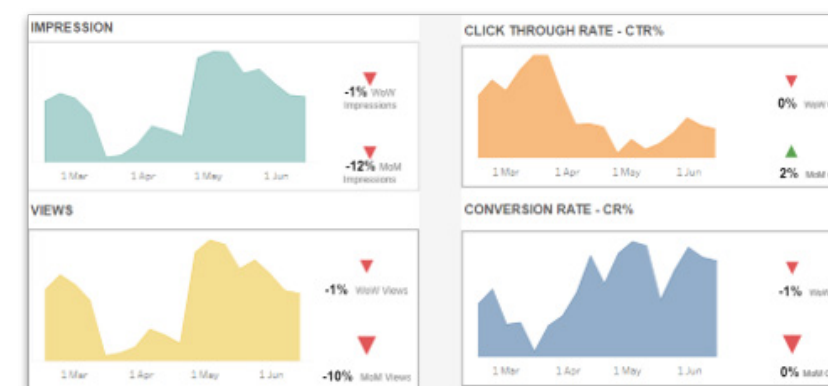 IMPRESSION
-1% WoW
Impressions
-12% MoM
Impressions
1 Mar 1 Apr 1 May 1 Jun
CLICK THROUGH RATE - CTR%
0% WoW
2% MoM
1 Mar 1 Apr 1 May 1 Jun
VIEWS
-1% WoW Views
-10% MoM Views
1 Mar 1 Apr 1 May 1 Jun
CONVERSION RATE - CR%
-1% WoW
0% MoM
1 Mar 1 Apr 1 May 1 Jun